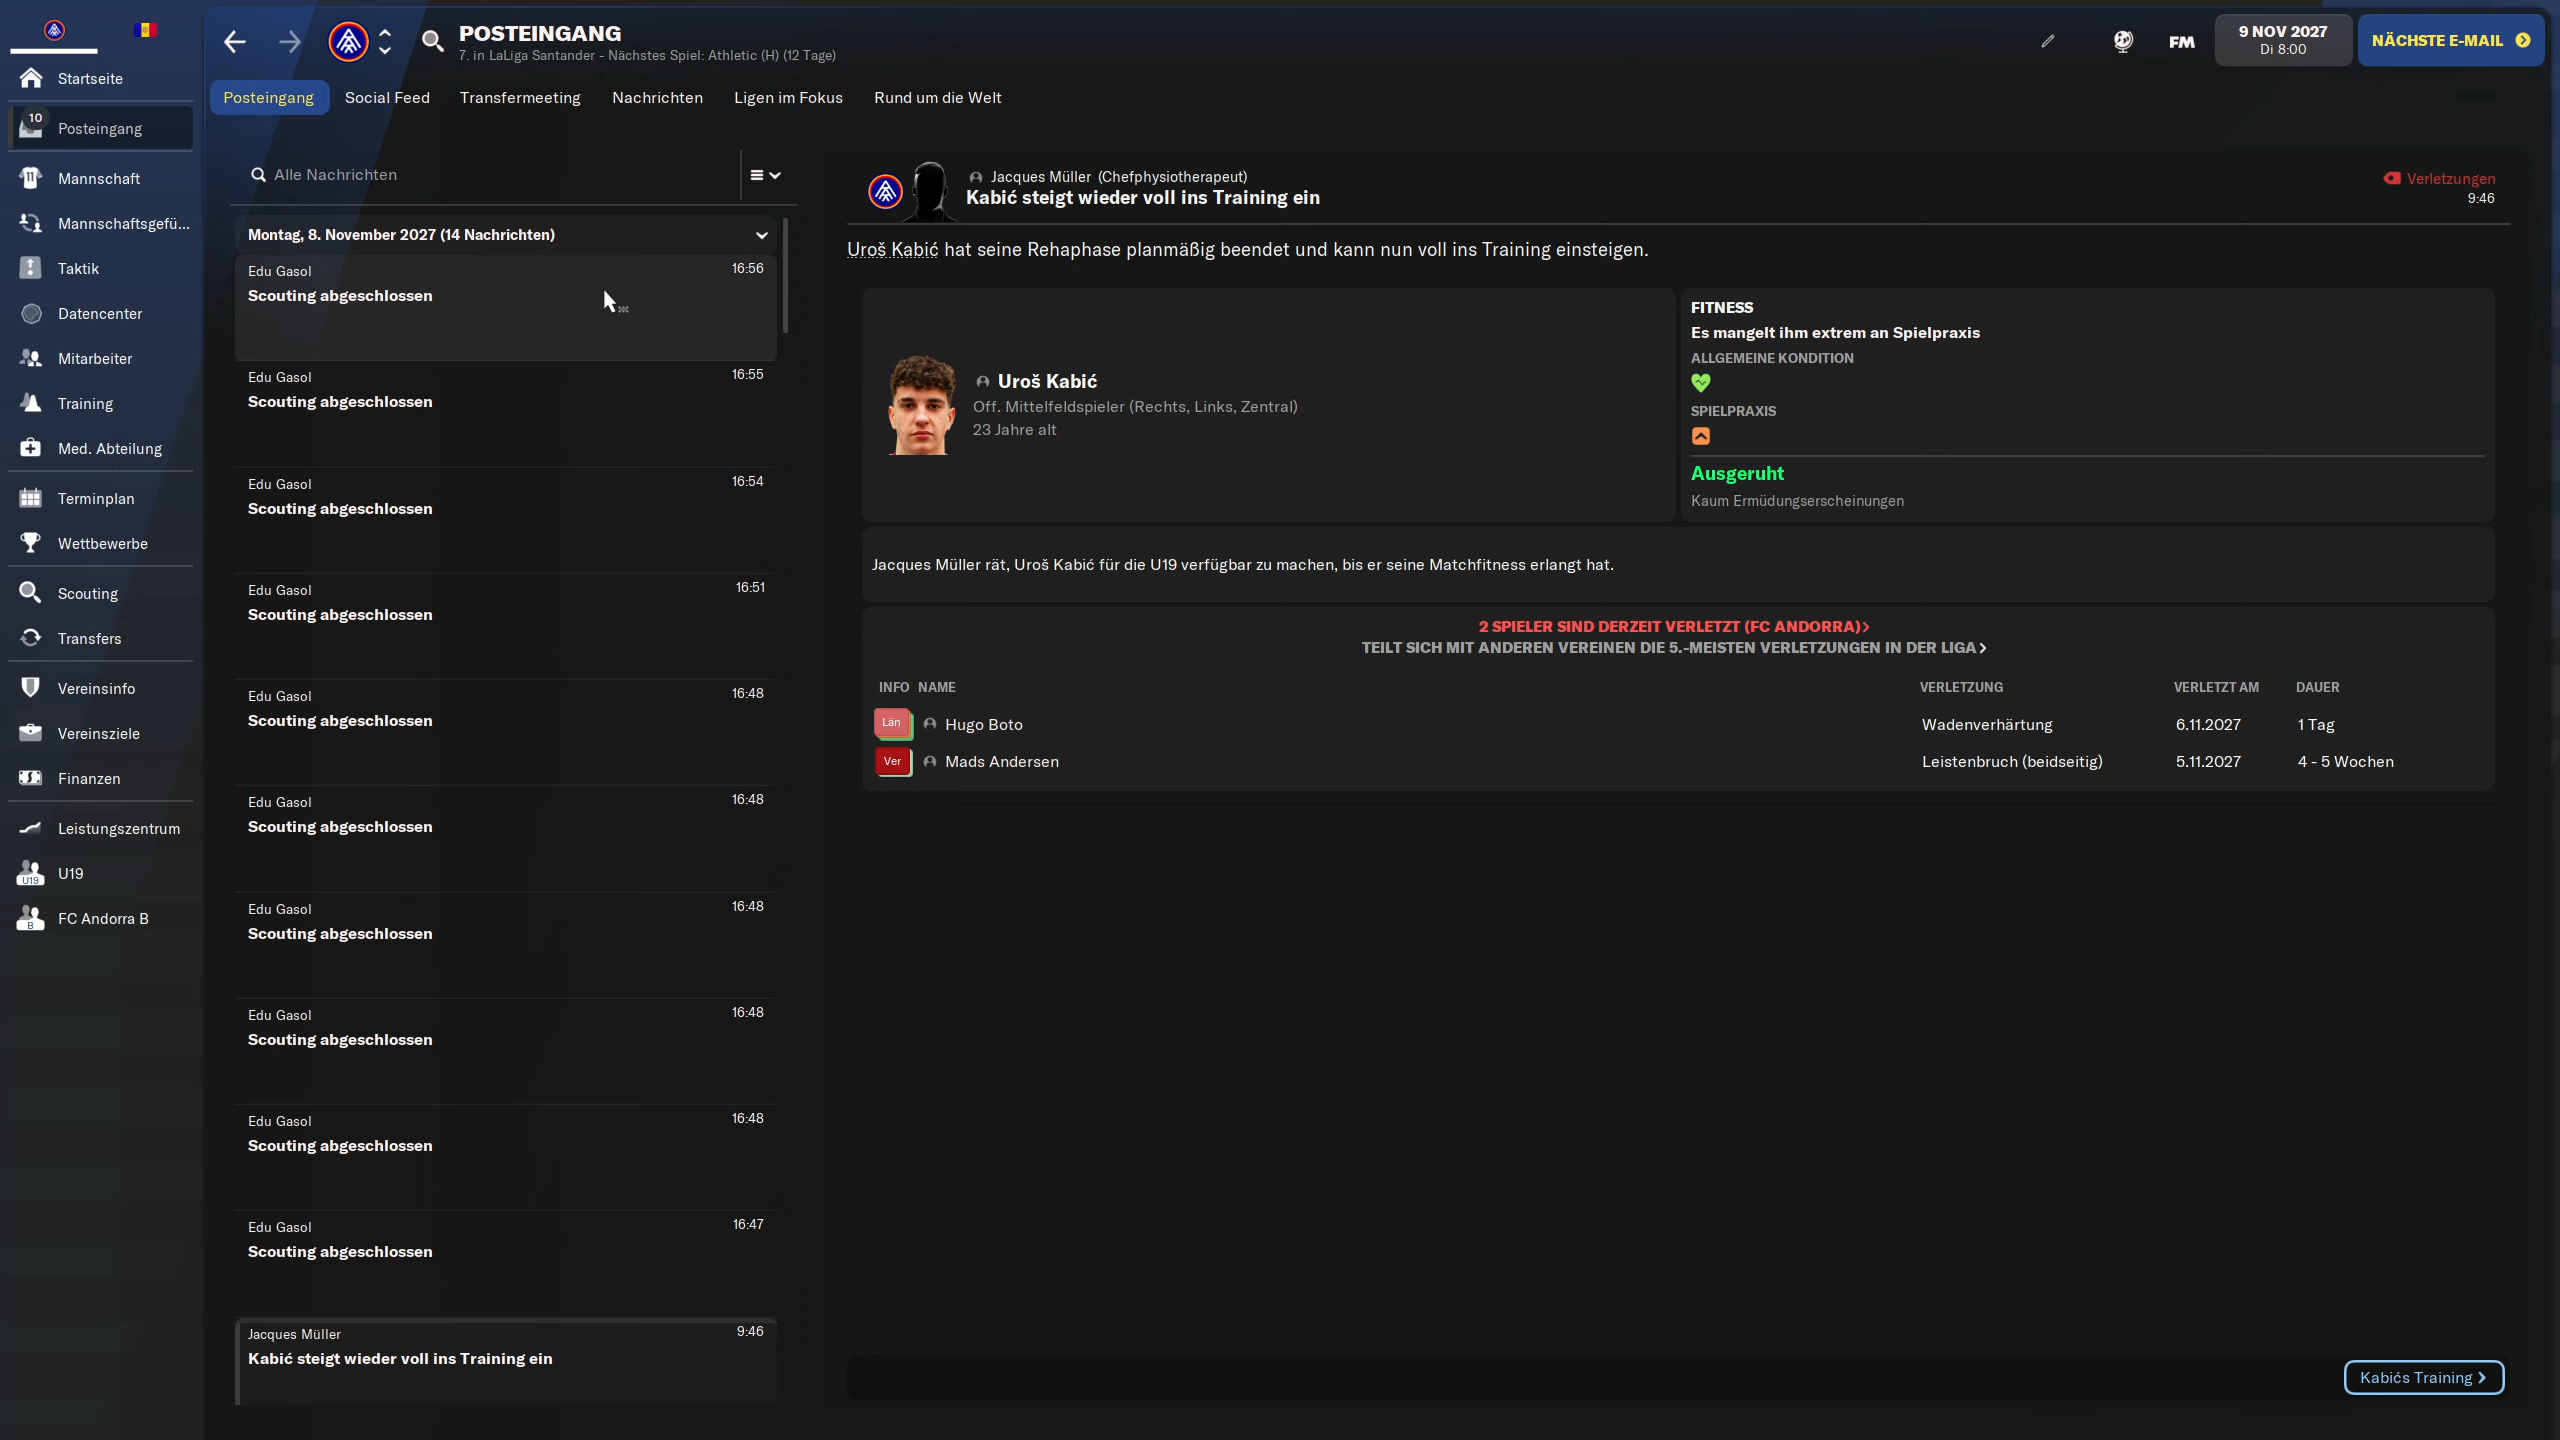 POSTEINGANG
7. in LaLiga Santander - Nächstes Spiel: Athletic (H) (12 Tage)
FM
9 NOV 2027
Di 8:00
NÄCHSTE E-MAIL
Startseite
10
Posteingang
Mannschaft
Mannschaftsgefü...
Taktik
Datencenter
Mitarbeiter
Training
Med. Abteilung
Terminplan
Wettbewerbe
Scouting
Transfers
Vereinsinfo
Vereinsziele
Finanzen
Leistungszentrum
U19
U19
B
FC Andorra B
Posteingang Social Feed Transfermeeting Nachrichten Ligen im Fokus Rund um die Welt
Alle Nachrichten
Montag, 8. November 2027 (14 Nachrichten)
Edu Gasol 16:56
Scouting abgeschlossen
Edu Gasol 16:55
Scouting abgeschlossen
Edu Gasol 16:54
Scouting abgeschlossen
Edu Gasol 16:51
Scouting abgeschlossen
Edu Gasol 16:48
Scouting abgeschlossen
Edu Gasol 16:48
Scouting abgeschlossen
Edu Gasol 16:48
Scouting abgeschlossen
Edu Gasol 16:48
Scouting abgeschlossen
Edu Gasol 16:48
Scouting abgeschlossen
Edu Gasol 16:47
Scouting abgeschlossen
Jacques Müller 9:46
Kabić steigt wieder voll ins Training ein
Jacques Müller (Chefphysiotherapeut)
Kabić steigt wieder voll ins Training ein
Verletzungen
9:46
Uroš Kabić hat seine Rehaphase planmäßig beendet und kann nun voll ins Training einsteigen.
Uroš Kabić
Off. Mittelfeldspieler (Rechts, Links, Zentral)
23 Jahre alt
FITNESS
Es mangelt ihm extrem an Spielpraxis
ALLGEMEINE KONDITION
SPIELPRAXIS
Ausgeruht
Kaum Ermüdungserscheinungen
Jacques Müller rät, Uroš Kabić für die U19 verfügbar zu machen, bis er seine Matchfitness erlangt hat.
2 SPIELER SIND DERZEIT VERLETZT (FC ANDORRA)
TEILT SICH MIT ANDEREN VEREINEN DIE 5.-MEISTEN VERLETZUNGEN IN DER LIGA
INFO NAME VERLETZUNG VERLETZT AM DAUER
Län Hugo Boto Wadenverhärtung 6.11.2027 1 Tag
Ver Mads Andersen Leistenbruch (beidseitig) 5.11.2027 4 - 5 Wochen
Kabićs Training